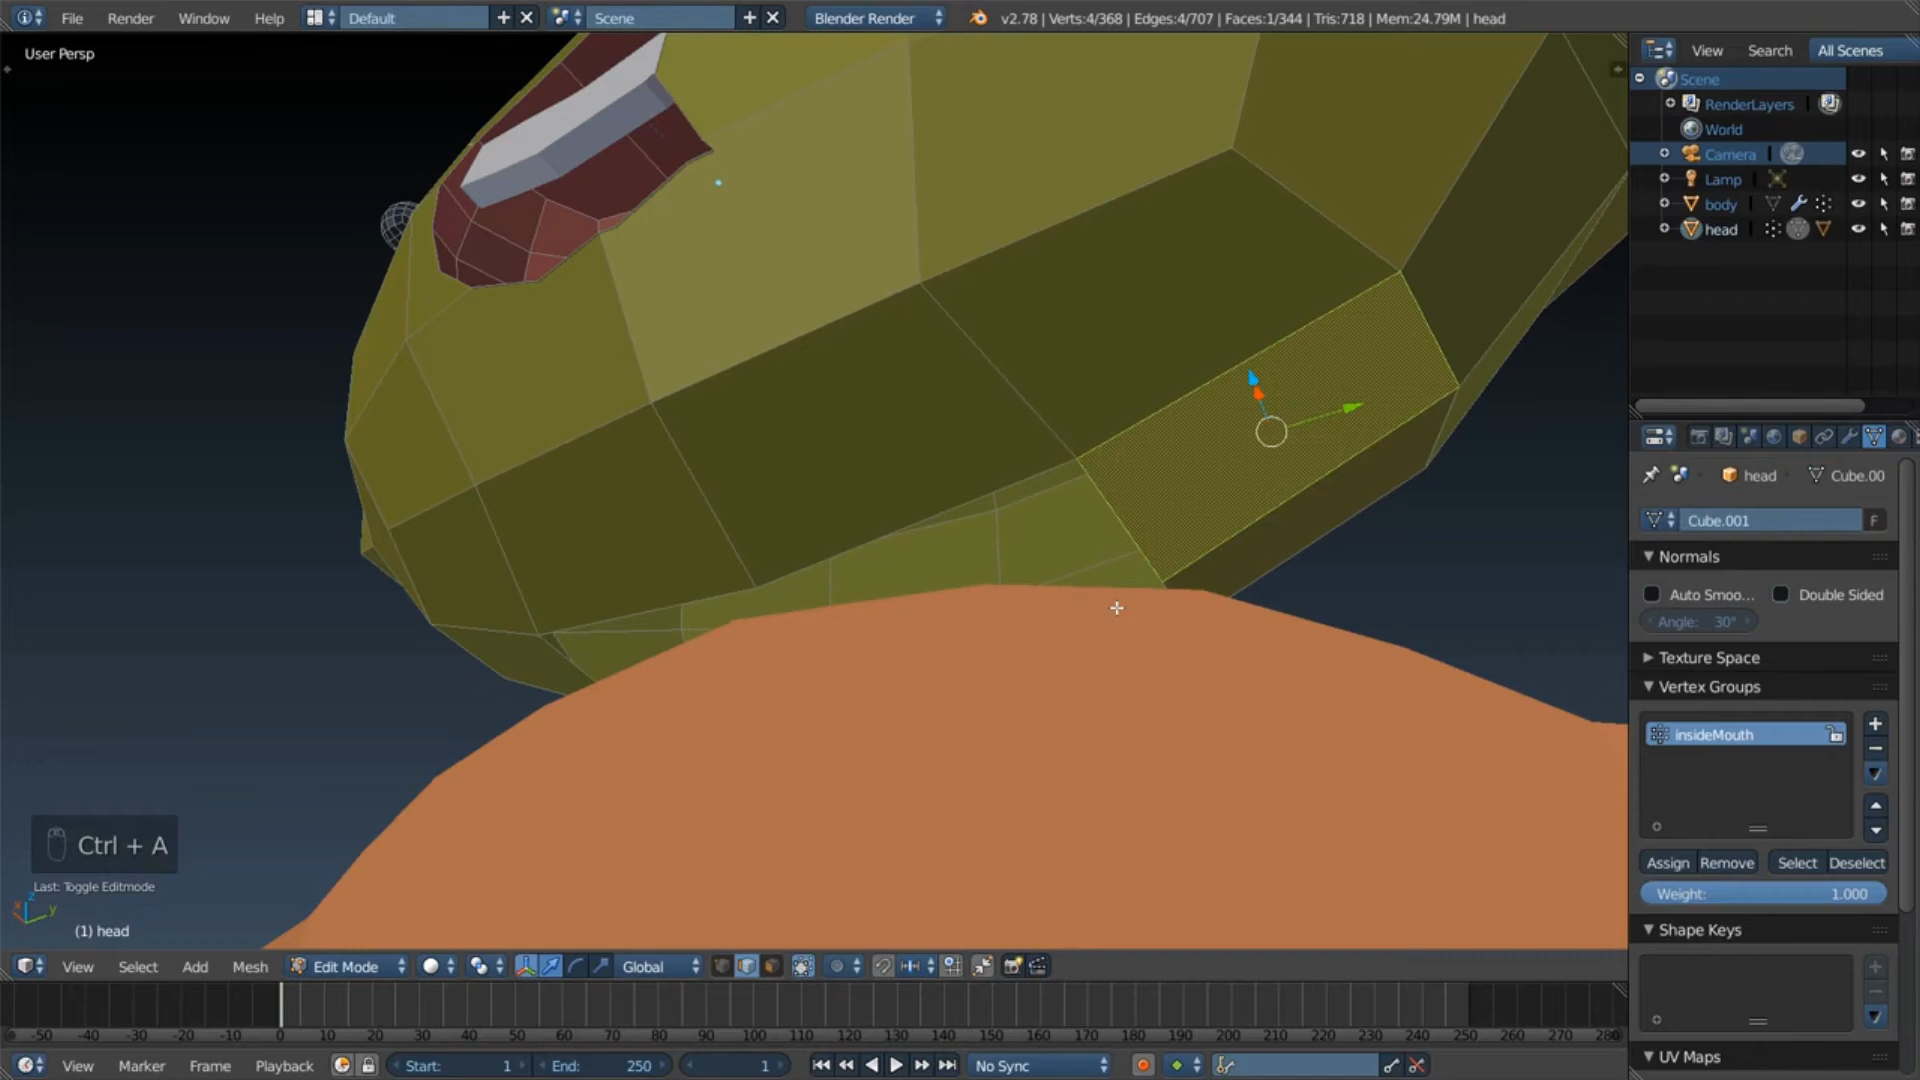 File Render Window Help Default Scene Blender Render v2.78 | Verts:4/368 | Edges:4/707 | Faces:1/344 | Tris:718 | Mem:24.79M | head
User Persp
View Search All Scenes
Scene
RenderLayers
World
Camera
Lamp
body
head
head Cube.00
Cube.001 F
Normals
Auto Smoo... Double Sided
Angle: 30°
Texture Space
Vertex Groups
insideMouth
Assign Remove Select Deselect
Weight: 1.000
Shape Keys
UV Maps
Ctrl + A
Last: Toggle Editmode
z
x y
(1) head
View Select Add Mesh Edit Mode Global
-50 -40 -30 -20 -10 0 10 20 30 40 50 60 70 80 90 100 110 120 130 140 150 160 170 180 190 200 210 220 230 240 250 260 270 280
View Marker Frame Playback Start: 1 End: 250 1 No Sync